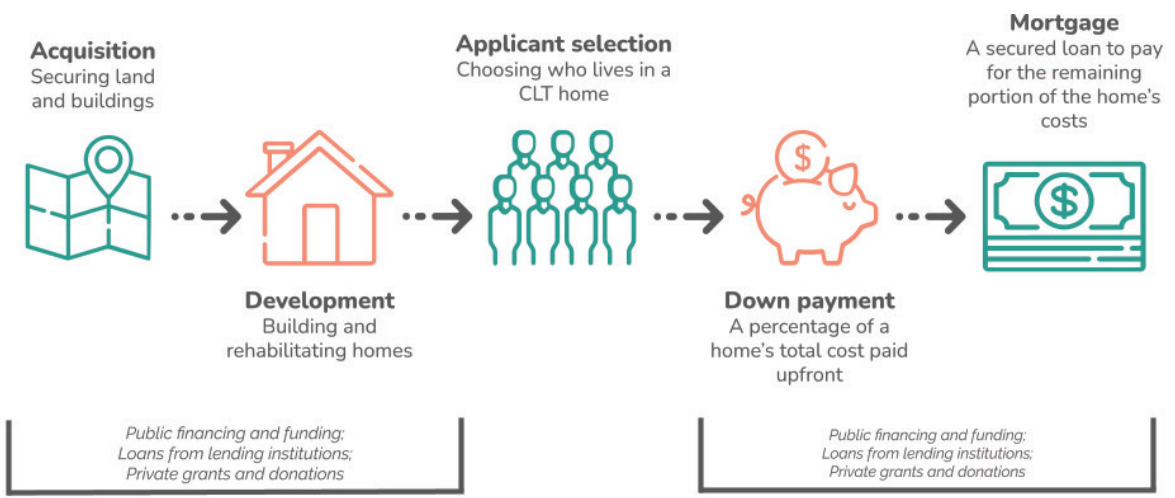 Acquisition
Securing land
and buildings
Development
Building and
rehabilitating homes
Applicant selection
Choosing who lives in a
CLT home
$
Down payment
A percentage of a
home's total cost paid
upfront
Mortgage
A secured loan to pay
for the remaining
portion of the home's
costs
$
Public financing and funding;
Loans from lending institutions;
Private grants and donations
Public financing and funding;
Loans from lending institutions;
Private grants and donations